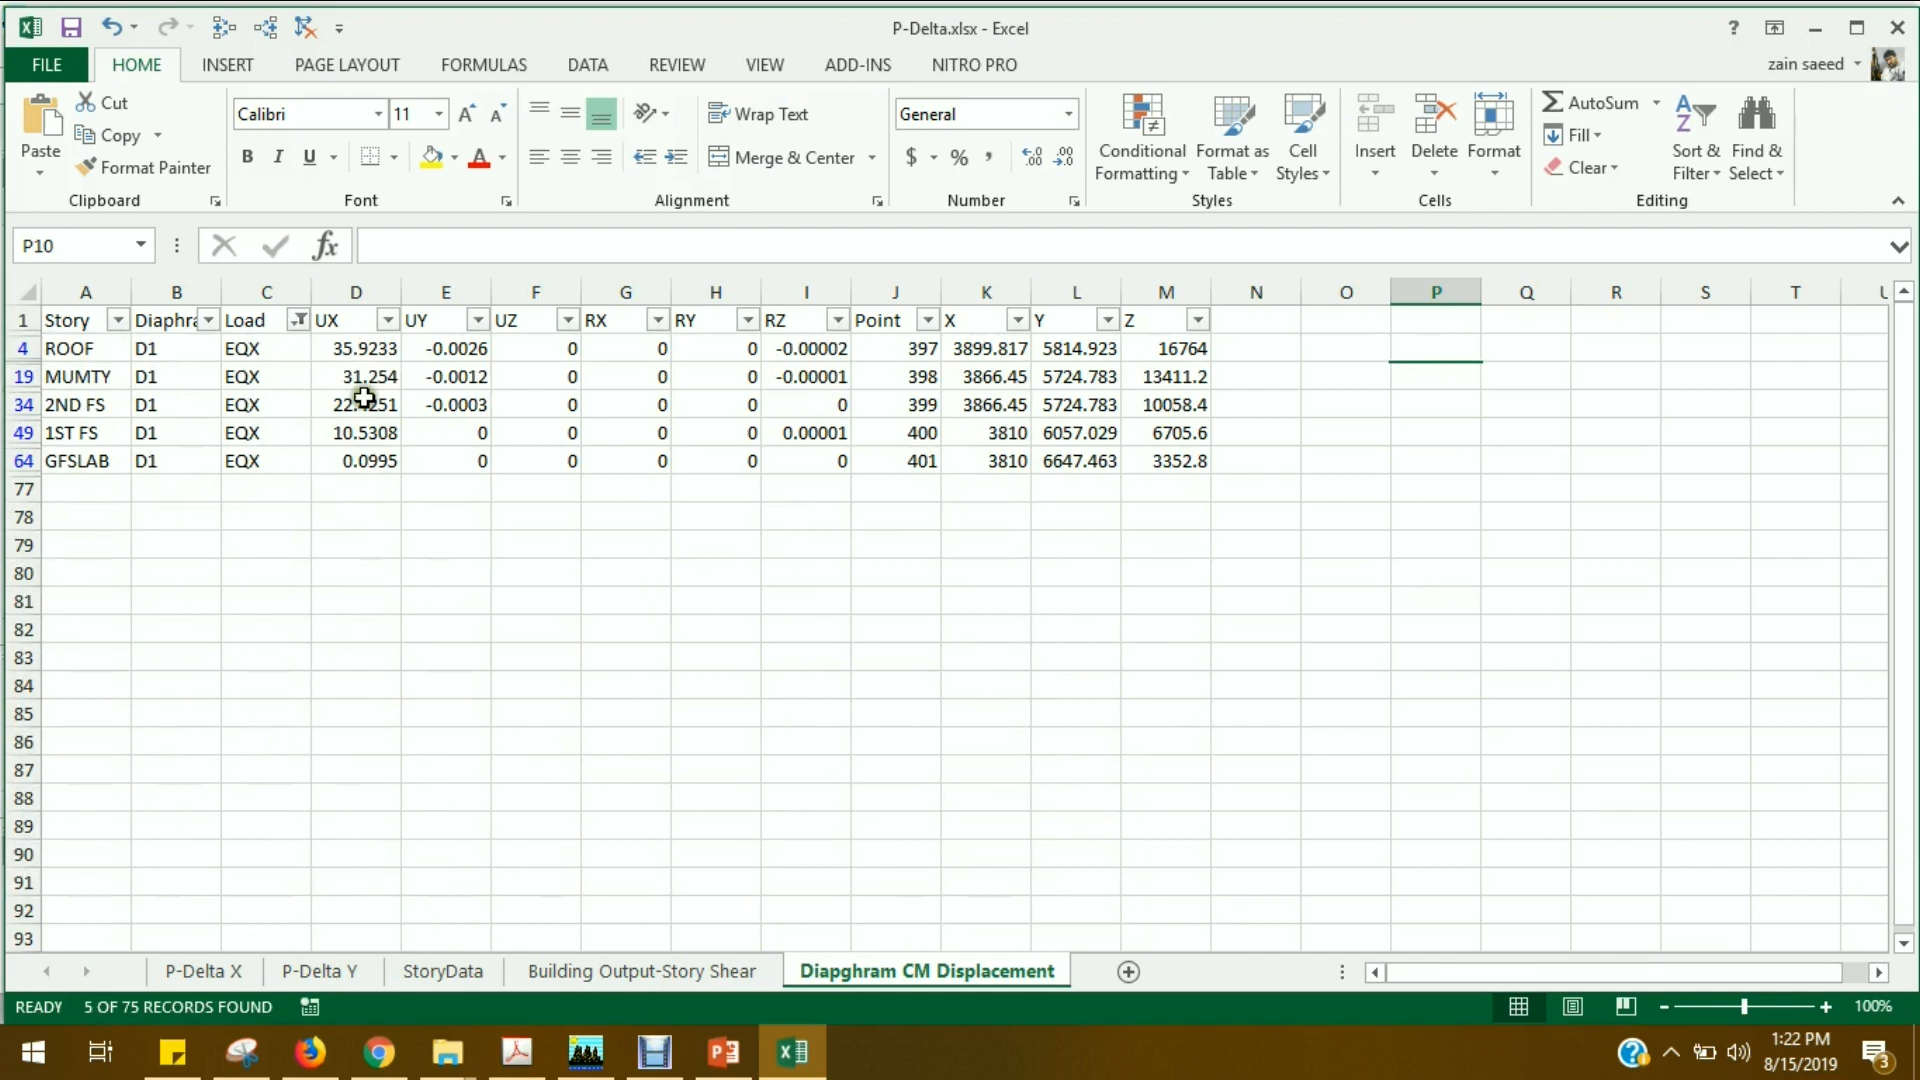 P-Delta.xlsx - Excel
FILE HOME INSERT PAGE LAYOUT FORMULAS DATA REVIEW VIEW ADD-INS NITRO PRO zain saeed
Paste Cut Copy Format Painter
Calibri 11
B I U A
Wrap Text
Merge & Center
General
$ % ,
Conditional Formatting Format as Table Cell Styles
Insert Delete Format
AutoSum
Fill
Clear
Sort & Filter Find & Select
Clipboard Font Alignment Number Styles Cells Editing
P10 fx
A B C D E F G H I J K L M N O P Q R S T
1 Story Load UX UY UZ RX RY RZ Point X Y Z
4 ROOF D1 EQX 35.9233 -0.0026 0 0 0 -0.00002 397 3899.817 5814.923 16764
19 MUMTY D1 EQX 31.254 -0.0012 0 0 0 -0.00001 398 3866.45 5724.783 13411.2
34 2ND FS D1 EQX -0.0003 0 0 0 0 399 3866.45 5724.783 10058.4
49 1ST FS D1 EQX 10.5308 0 0 0 0 0.00001 400 3810 6057.029 6705.6
64 GFSLAB D1 EQX 0.0995 0 0 0 0 0 401 3810 6647.463 3352.8
77
78
79
80
81
82
83
84
85
86
87
88
89
90
91
92
93
P-Delta X P-Delta Y StoryData Building Output-Story Shear Diapghram CM Displacement
READY 5 OF 75 RECORDS FOUND 100%
1:22 PM
8/15/2019
3